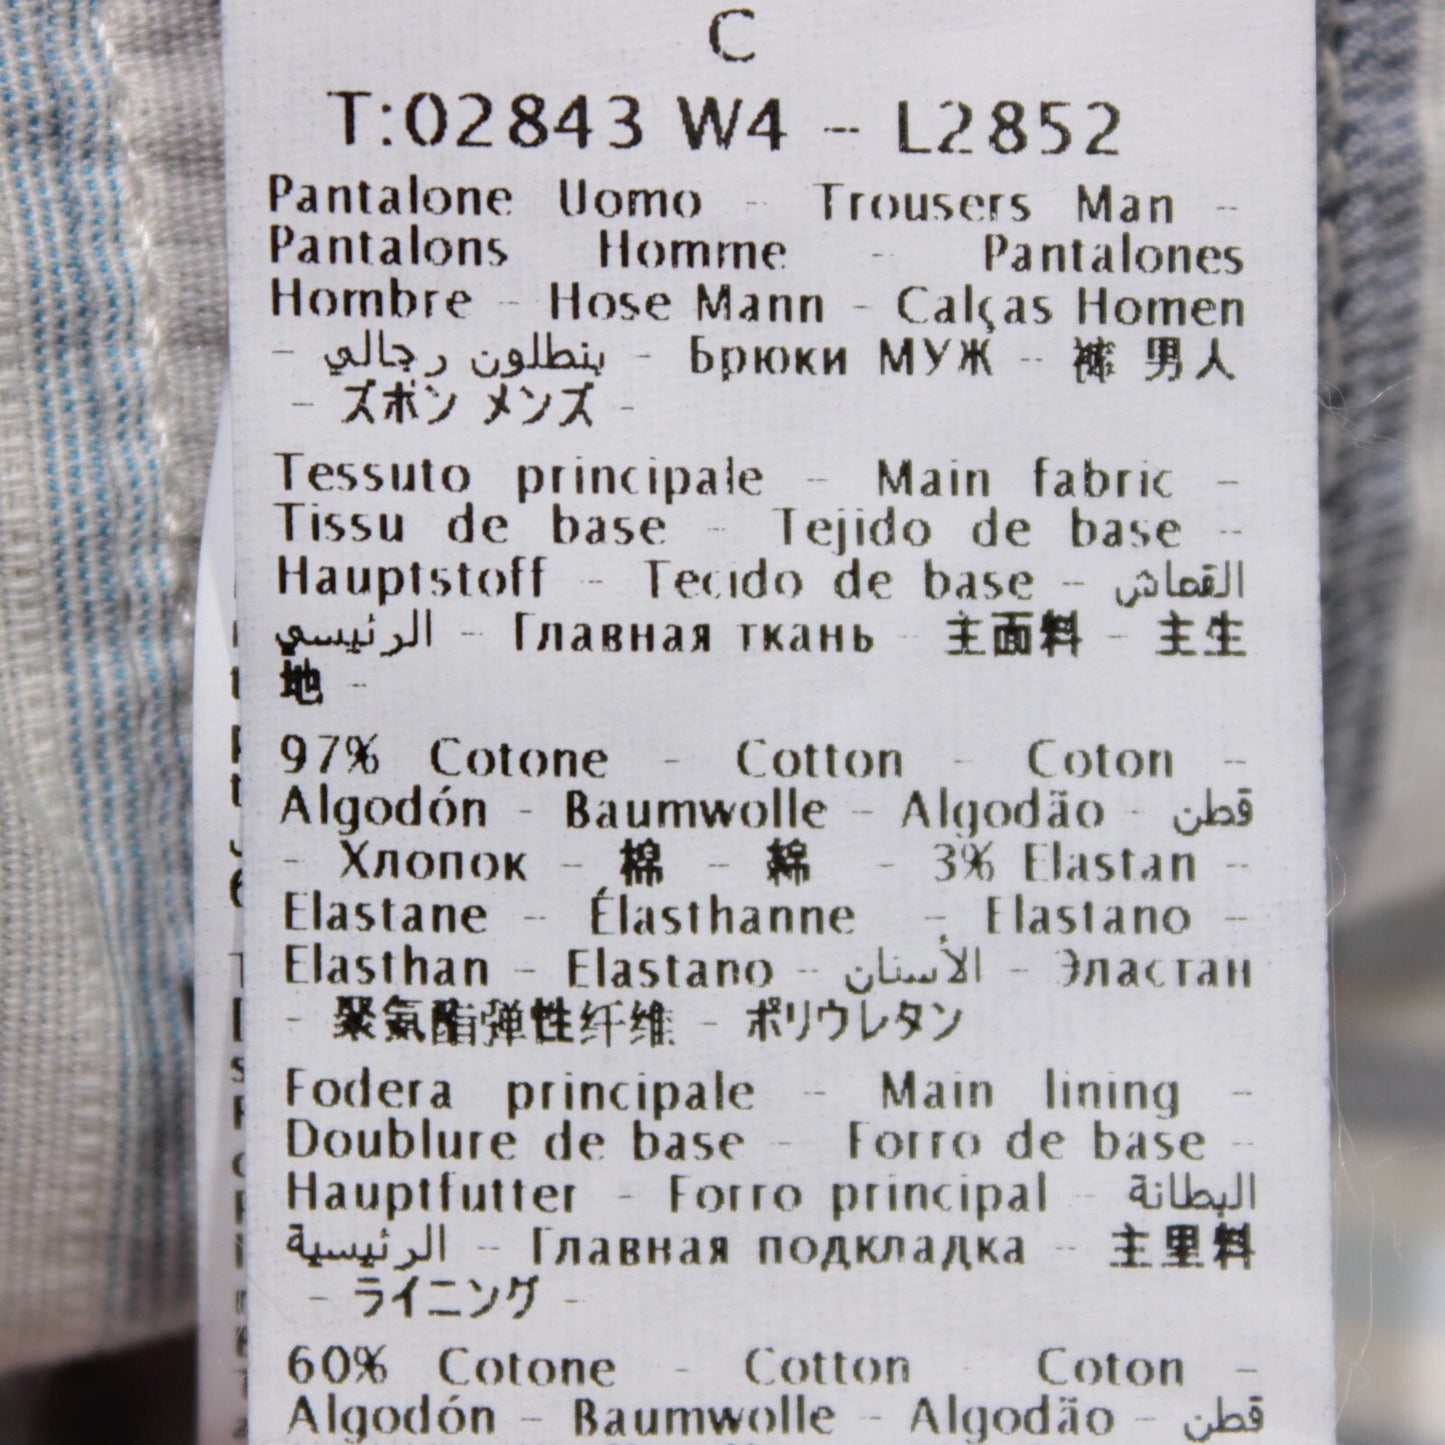 C
T:02843 W4 - L2852
Pantalone Uomo - Trousers Man -
Pantalons Homme - Pantalones
Hombre - Hose Mann - Calças Homen
- بنطلون رجالي - Брюки МУЖ - 裤 男人
- ズボン メンズ -
Tessuto principale - Main fabric -
Tissu de base - Tejido de base -
Hauptstoff - Tecido de base - القماش
الرئيسي - Главная ткань - 主面料 - 主生
地 -
97% Cotone - Cotton - Coton -
Algodón - Baumwolle - Algodão - قطن
- Хлопок - 棉 - 綿 - 3% Elastan -
Elastane - Élasthanne - Elastano -
Elasthan - Elastano - الأستان - Эластан
- 聚氨酯弹性纤维 - ポリウレタン
Fodera principale - Main lining -
Doublure de base - Forro de base -
Hauptfutter - Forro principal - البطانة
الرئيسية - Главная подкладка - 主里料
- ライニング -
60% Cotone - Cotton - Coton -
Algodón - Baumwolle - Algodão - قطن